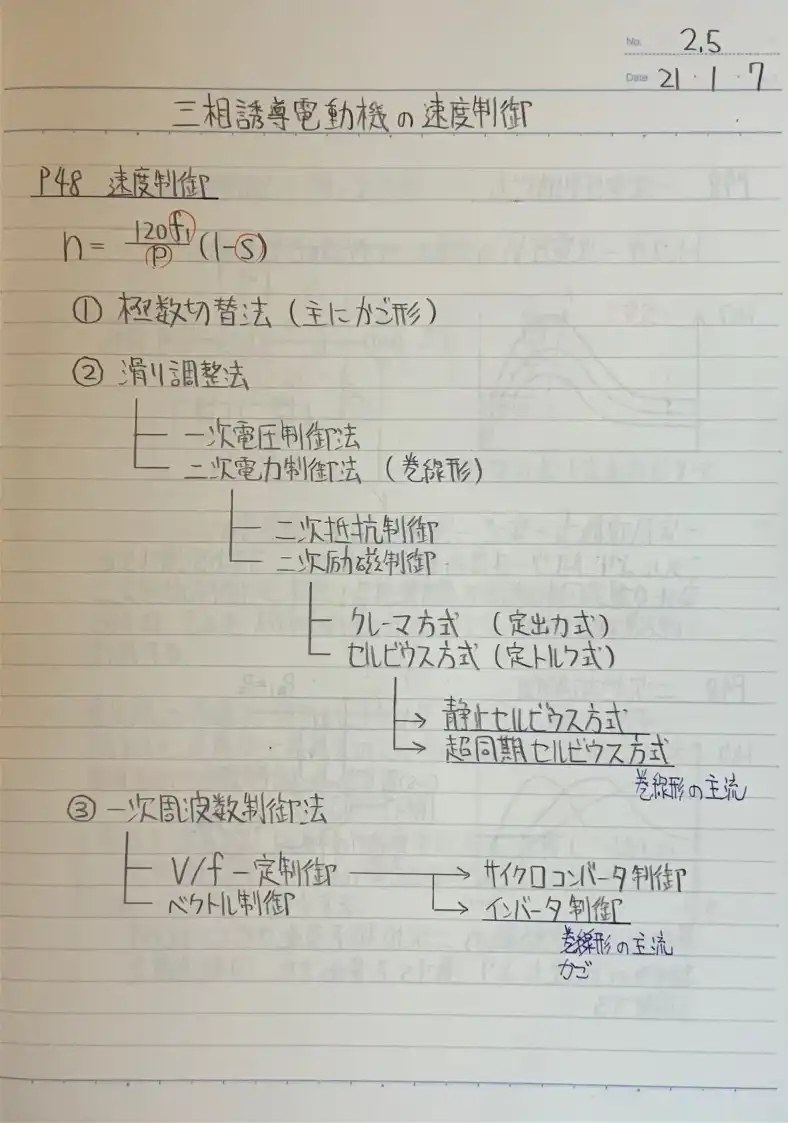 No. 2.5
Date 21・1・7
三相誘導電動機の速度制御
P48 速度制御
n = 120f₁/p (1-s)
① 極数切替法 (主にかご形)
② 滑り調整法
一次電圧制御法
二次電力制御法 (巻線形)
二次抵抗制御
二次励磁制御
クレーマ方式 (定出力式)
セルビウス方式 (定トルク式)
静止セルビウス方式
超同期セルビウス方式
巻線形の主流
③ 一次周波数制御法
V/f 一定制御 → サイクロコンバータ制御
ベクトル制御 → インバータ制御
巻線形の主流
かご